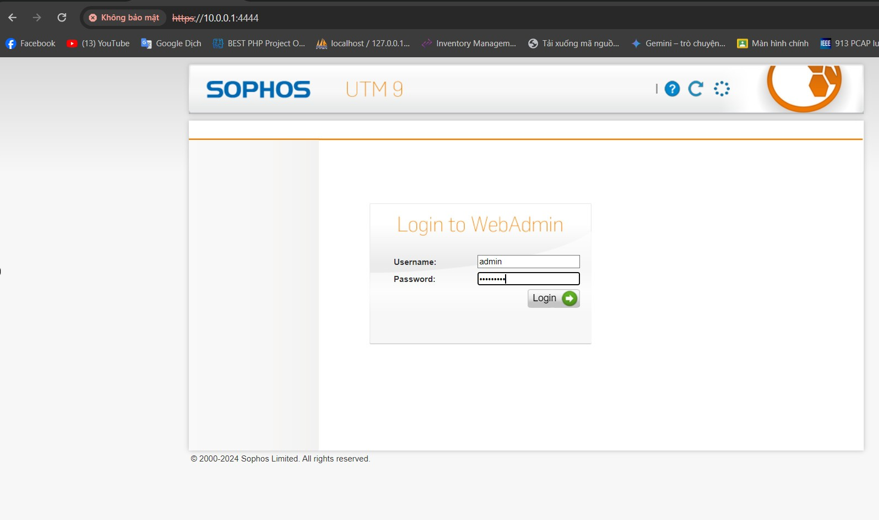 Không bảo mật https://10.0.0.1:4444
Facebook (13) YouTube Google Dịch BEST PHP Project O... localhost / 127.0.0.1... Inventory Managem... Tải xuống mã nguồ... Gemini – trò chuyện... Màn hình chính IEEE 913 PCAP lu
SOPHOS UTM 9 | ?
Login to WebAdmin
Username: admin
Password: •••••••••
Login
© 2000-2024 Sophos Limited. All rights reserved.